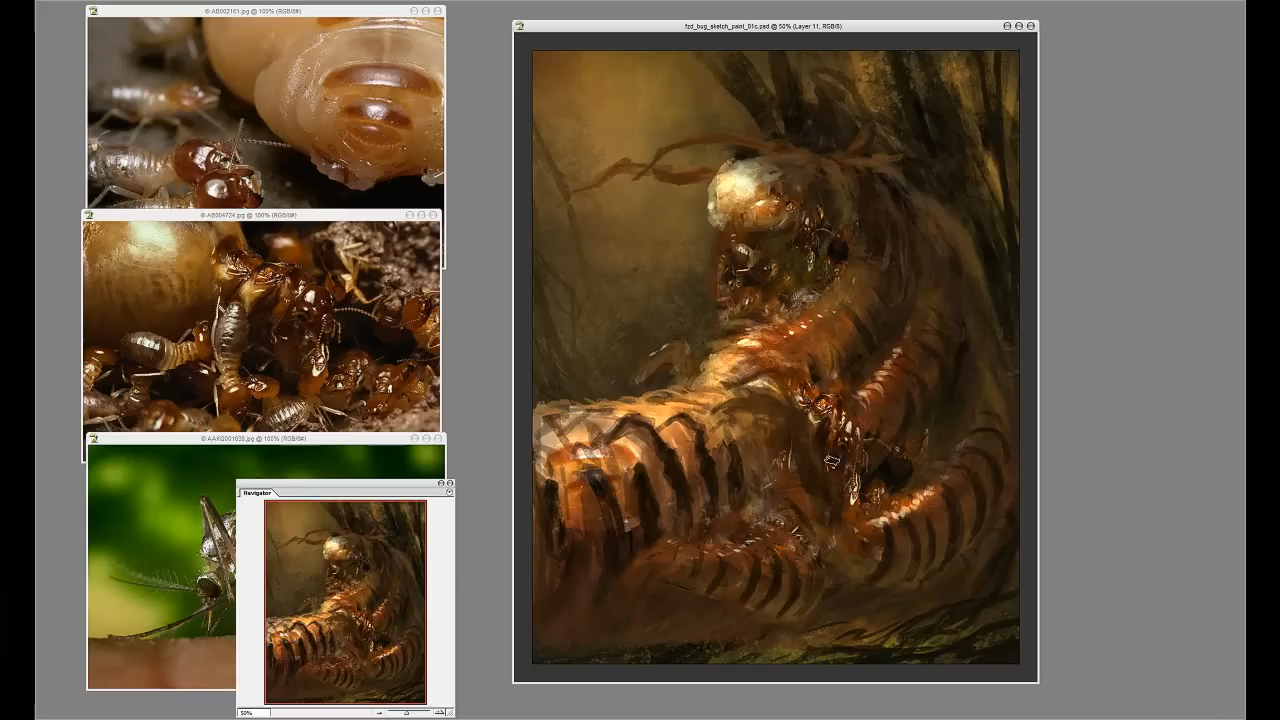 © AB002161.jpg @ 100% (RGB/8#)
fzd_bug_sketch_paint_01c.psd @ 50% (Layer 11, RGB/8)
© AB004724.jpg @ 100% (RGB/8#)
© AAKQ001030.jpg @ 100% (RGB/8#)
Navigator
50%